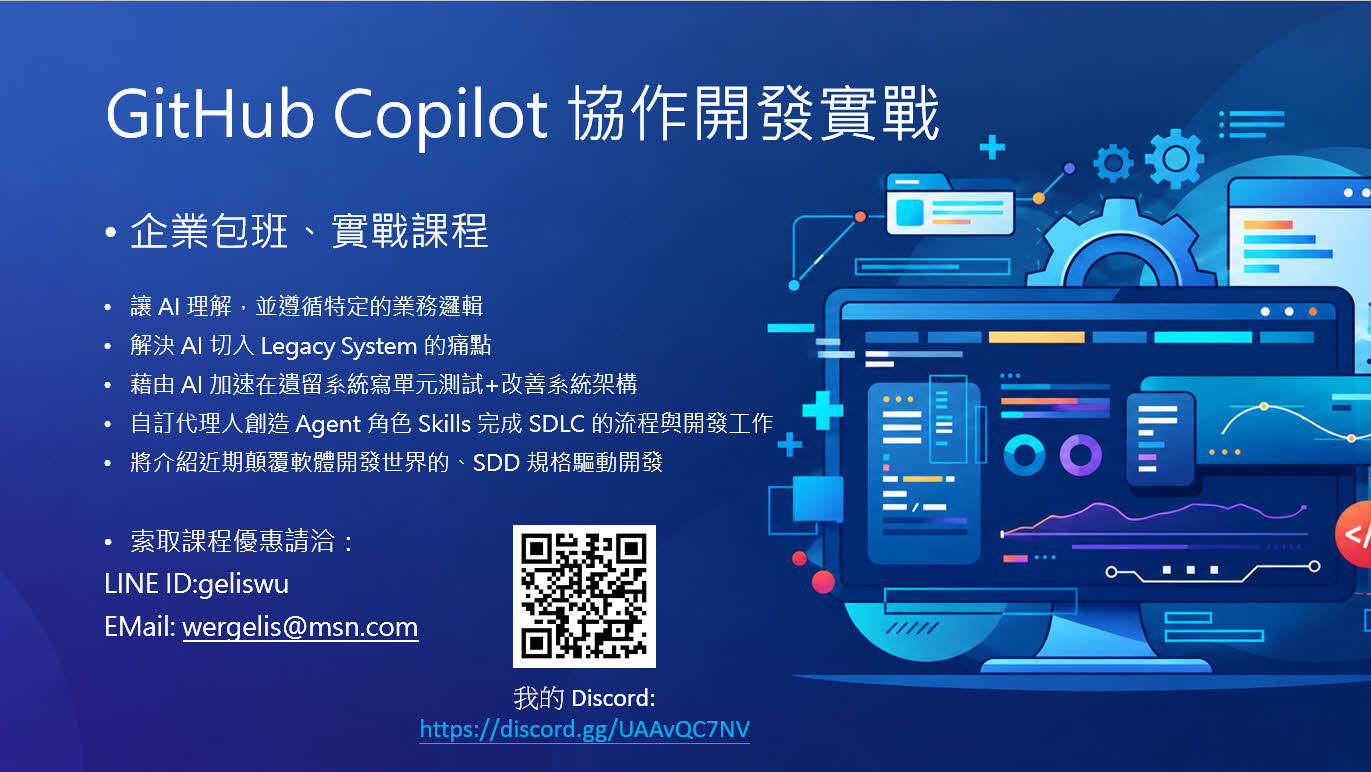 GitHub Copilot 協作開發實戰
• 企業包班、實戰課程
• 讓 AI 理解，並遵循特定的業務邏輯
• 解決 AI 切入 Legacy System 的痛點
• 藉由 AI 加速在遺留系統寫單元測試+改善系統架構
• 自訂代理人創造 Agent 角色 Skills 完成 SDLC 的流程與開發工作
• 將介紹近期顛覆軟體開發世界的、SDD 規格驅動開發
• 索取課程優惠請洽：
LINE ID:geliswu
EMail: wergelis@msn.com
我的 Discord:
https://discord.gg/UAAvQC7NV